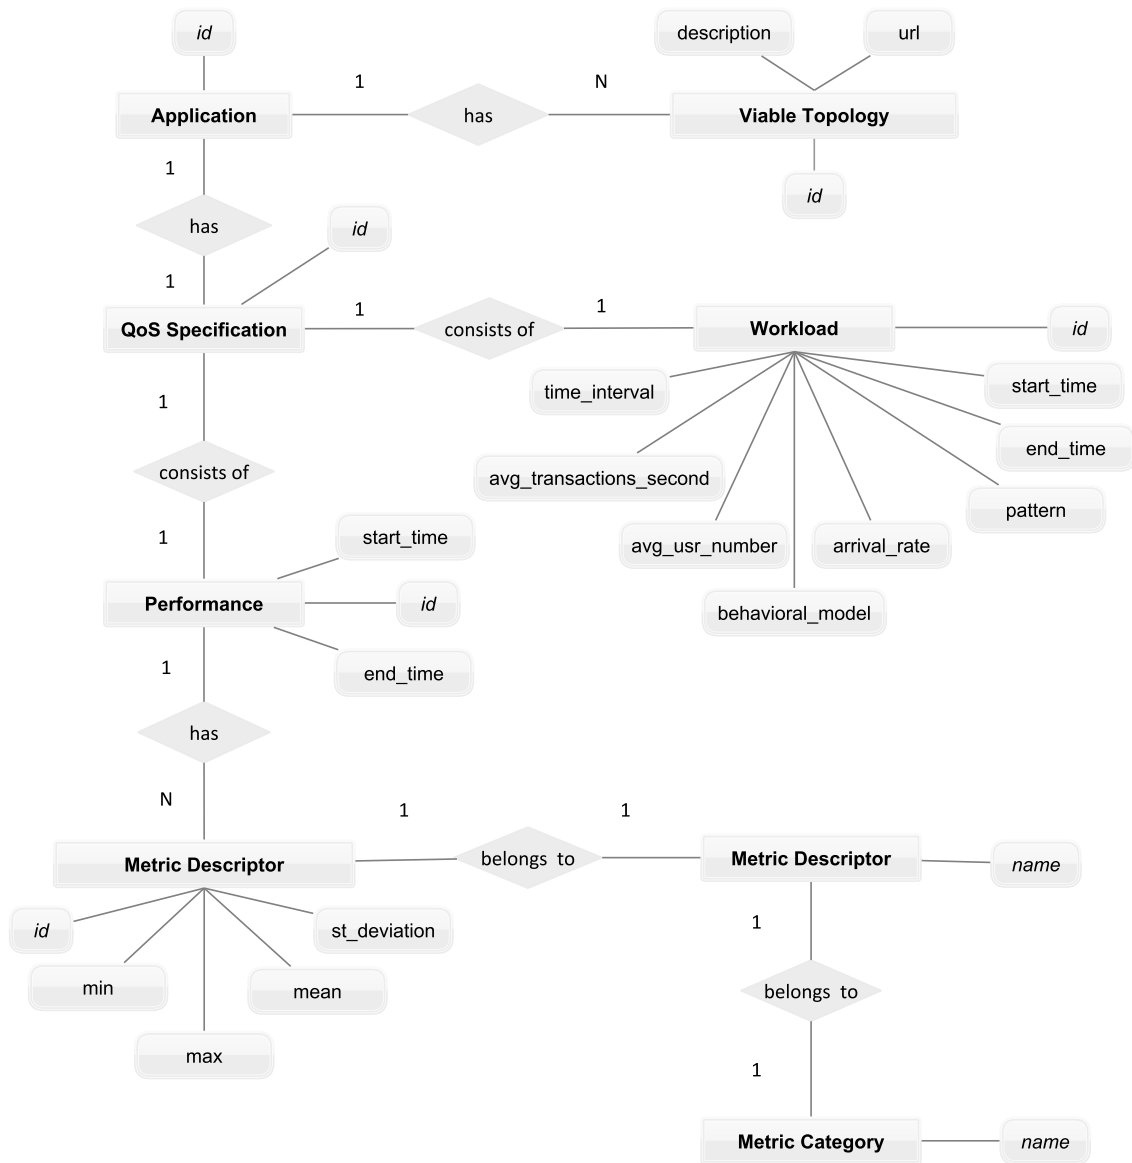 id
description
url
1
N
Application
has
Viable Topology
1
id
has
id
1
1
1
QoS Specification
consists of
Workload
id
time_interval
start_time
1
end_time
consists of
avg_transactions_second
pattern
1
start_time
avg_usr_number
arrival_rate
Performance
id
behavioral_model
1
end_time
has
N
1
1
Metric Descriptor
belongs to
Metric Descriptor
name
id
st_deviation
1
min
mean
belongs to
max
1
Metric Category
name